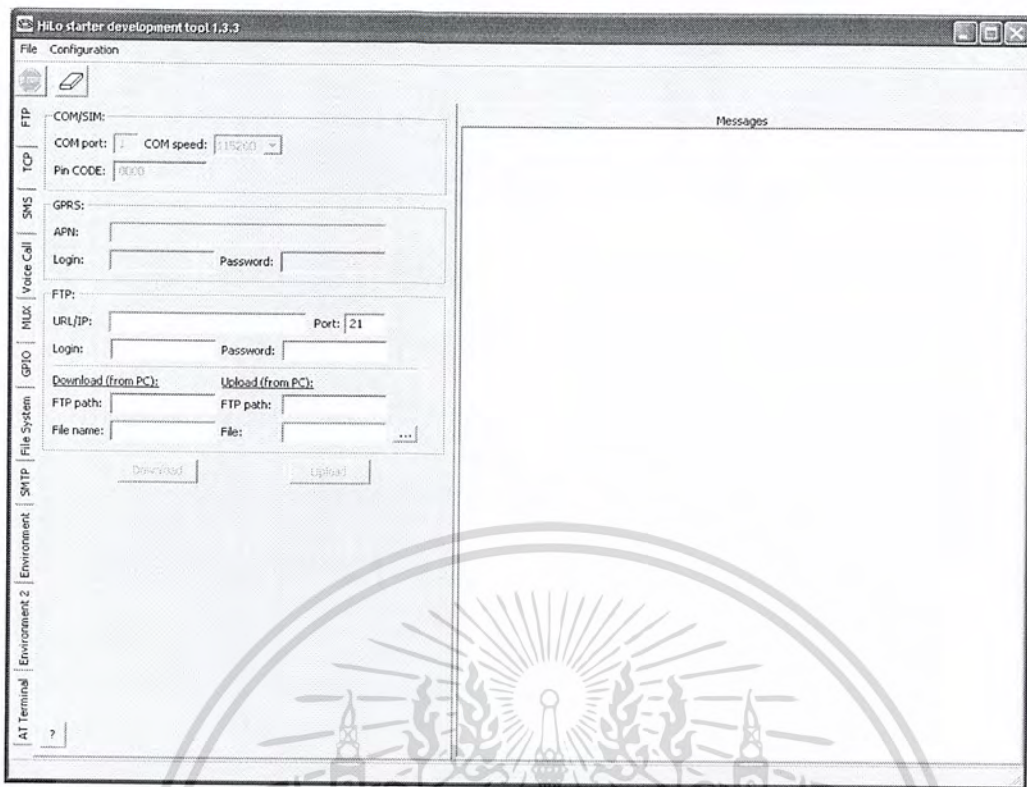 HiLo starter development tool 1.3.3
File Configuration
FTP
TCP
SMS
Voice Call
MUX
GPIO
File System
SMTP
Environment
Environment 2
AT Terminal
COM/SIM:
COM port: 1 COM speed: 115200
Pin CODE: 0000
GPRS:
APN:
Login: Password:
FTP:
URL/IP: Port: 21
Login: Password:
Download (from PC): Upload (from PC):
FTP path: FTP path:
File name: File: ...
Download Upload
?
Messages